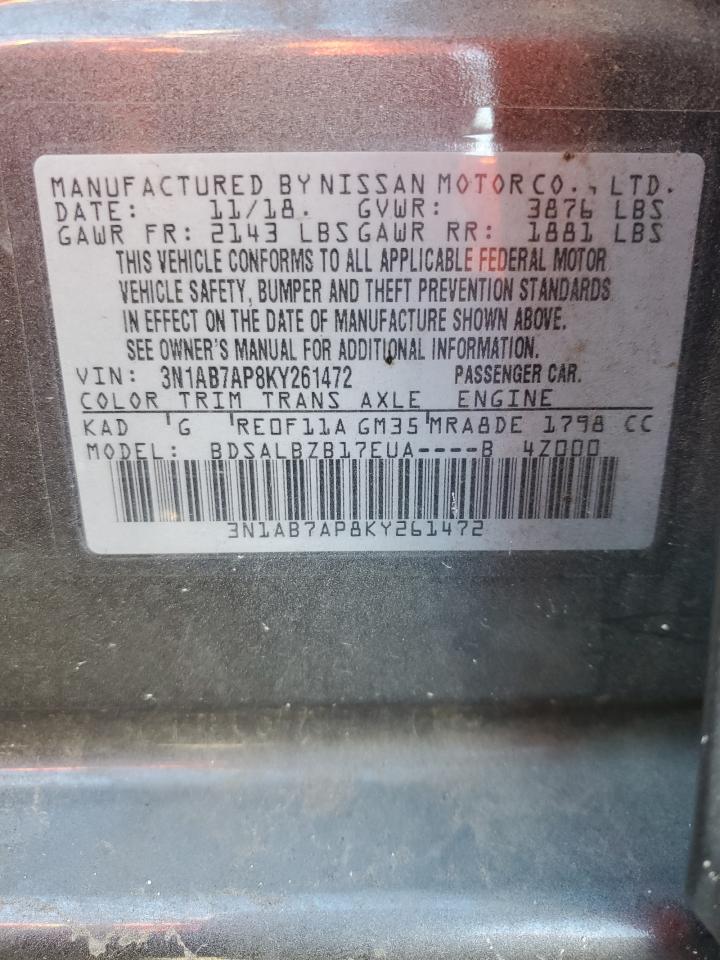 MANUFACTURED BY NISSAN MOTOR CO., LTD.
DATE: 11/18. GVWR: 3876 LBS
GAWR FR: 2143 LBS GAWR RR: 1881 LBS
THIS VEHICLE CONFORMS TO ALL APPLICABLE FEDERAL MOTOR
VEHICLE SAFETY, BUMPER AND THEFT PREVENTION STANDARDS
IN EFFECT ON THE DATE OF MANUFACTURE SHOWN ABOVE.
SEE OWNER'S MANUAL FOR ADDITIONAL INFORMATION.
VIN: 3N1AB7AP8KY261472 PASSENGER CAR.
COLOR TRIM TRANS AXLE ENGINE
KAD G RE0F11A GM35 MRA8DE 1798 CC
MODEL: BDSALBZB17EUA----B 4Z000
3N1AB7AP8KY261472